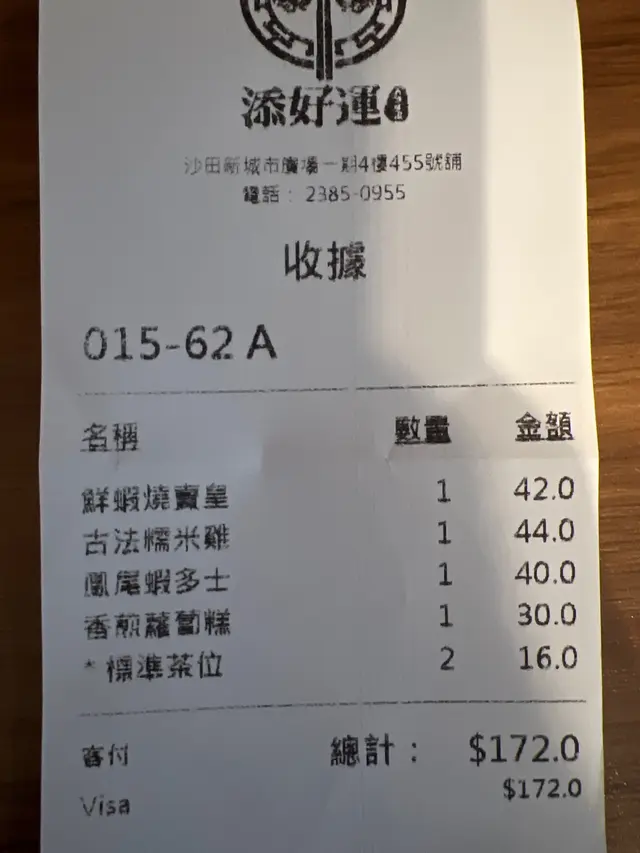 添好運
沙田新城市廣場一期4樓455號舖
電話： 2385-0955
收據
015-62 A
名稱 數量 金額
鮮蝦燒賣皇 1 42.0
古法糯米雞 1 44.0
鳳尾蝦多士 1 40.0
香煎蘿蔔糕 1 30.0
* 標準茶位 2 16.0
總計： $172.0
客付 $172.0
Visa